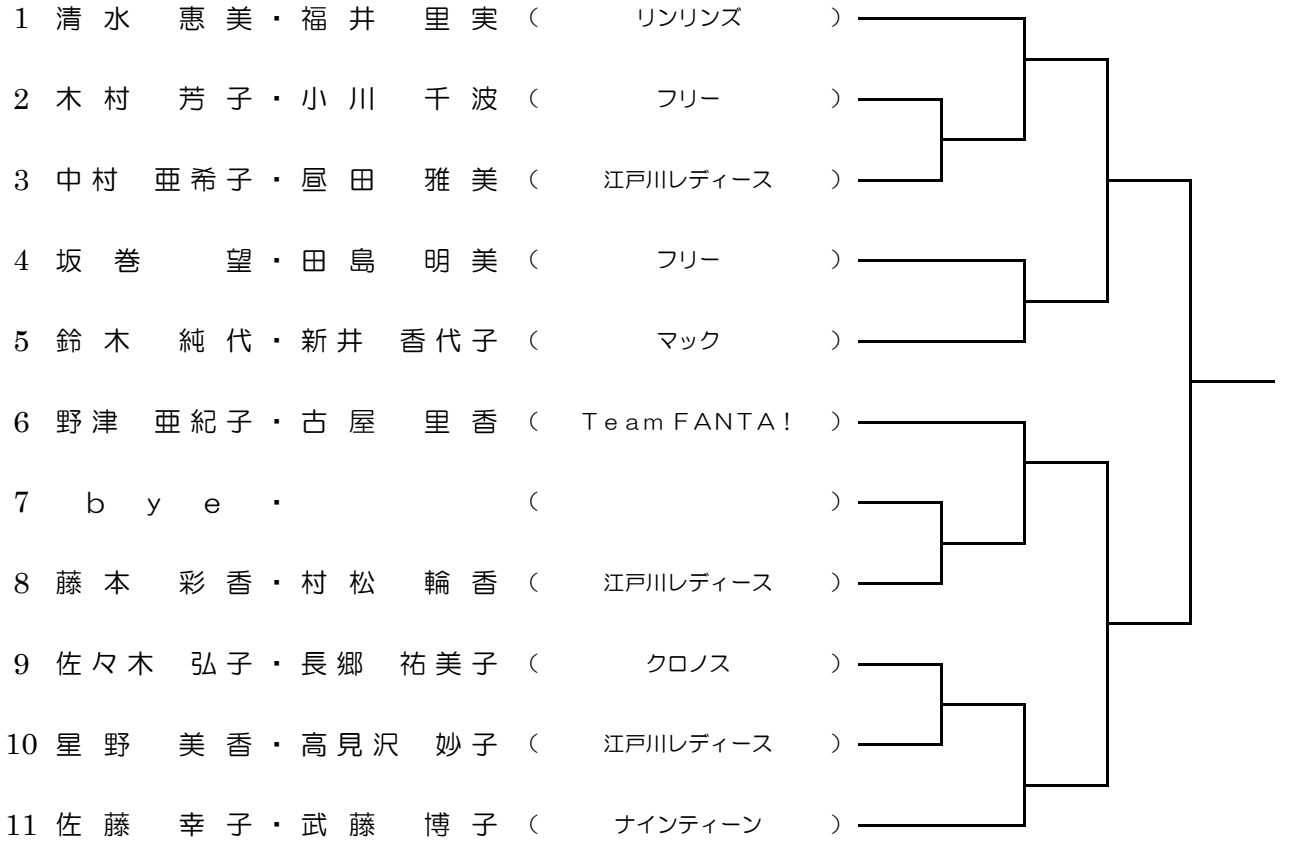 1 清水 惠美・福井 里実 （ リンリンズ ）
2 木村 芳子・小川 千波 （ フリー ）
3 中村 亜希子・昼田 雅美 （ 江戸川レディース ）
4 坂巻 望・田島 明美 （ フリー ）
5 鈴木 純代・新井 香代子 （ マック ）
6 野津 亜紀子・古屋 里香 （ Ｔｅａｍ ＦＡＮＴＡ！ ）
7 ｂｙｅ・ （ ）
8 藤本 彩香・村松 輪香 （ 江戸川レディース ）
9 佐々木 弘子・長郷 祐美子 （ クロノス ）
10 星野 美香・高見沢 妙子 （ 江戸川レディース ）
11 佐藤 幸子・武藤 博子 （ ナインティーン ）